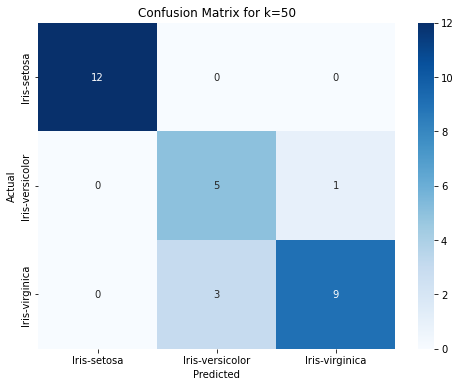 Confusion Matrix for k=50
Actual
Iris-setosa
Iris-versicolor
Iris-virginica
12 0 0
0 5 1
0 3 9
Iris-setosa Iris-versicolor Iris-virginica
Predicted
12
10
8
6
4
2
0